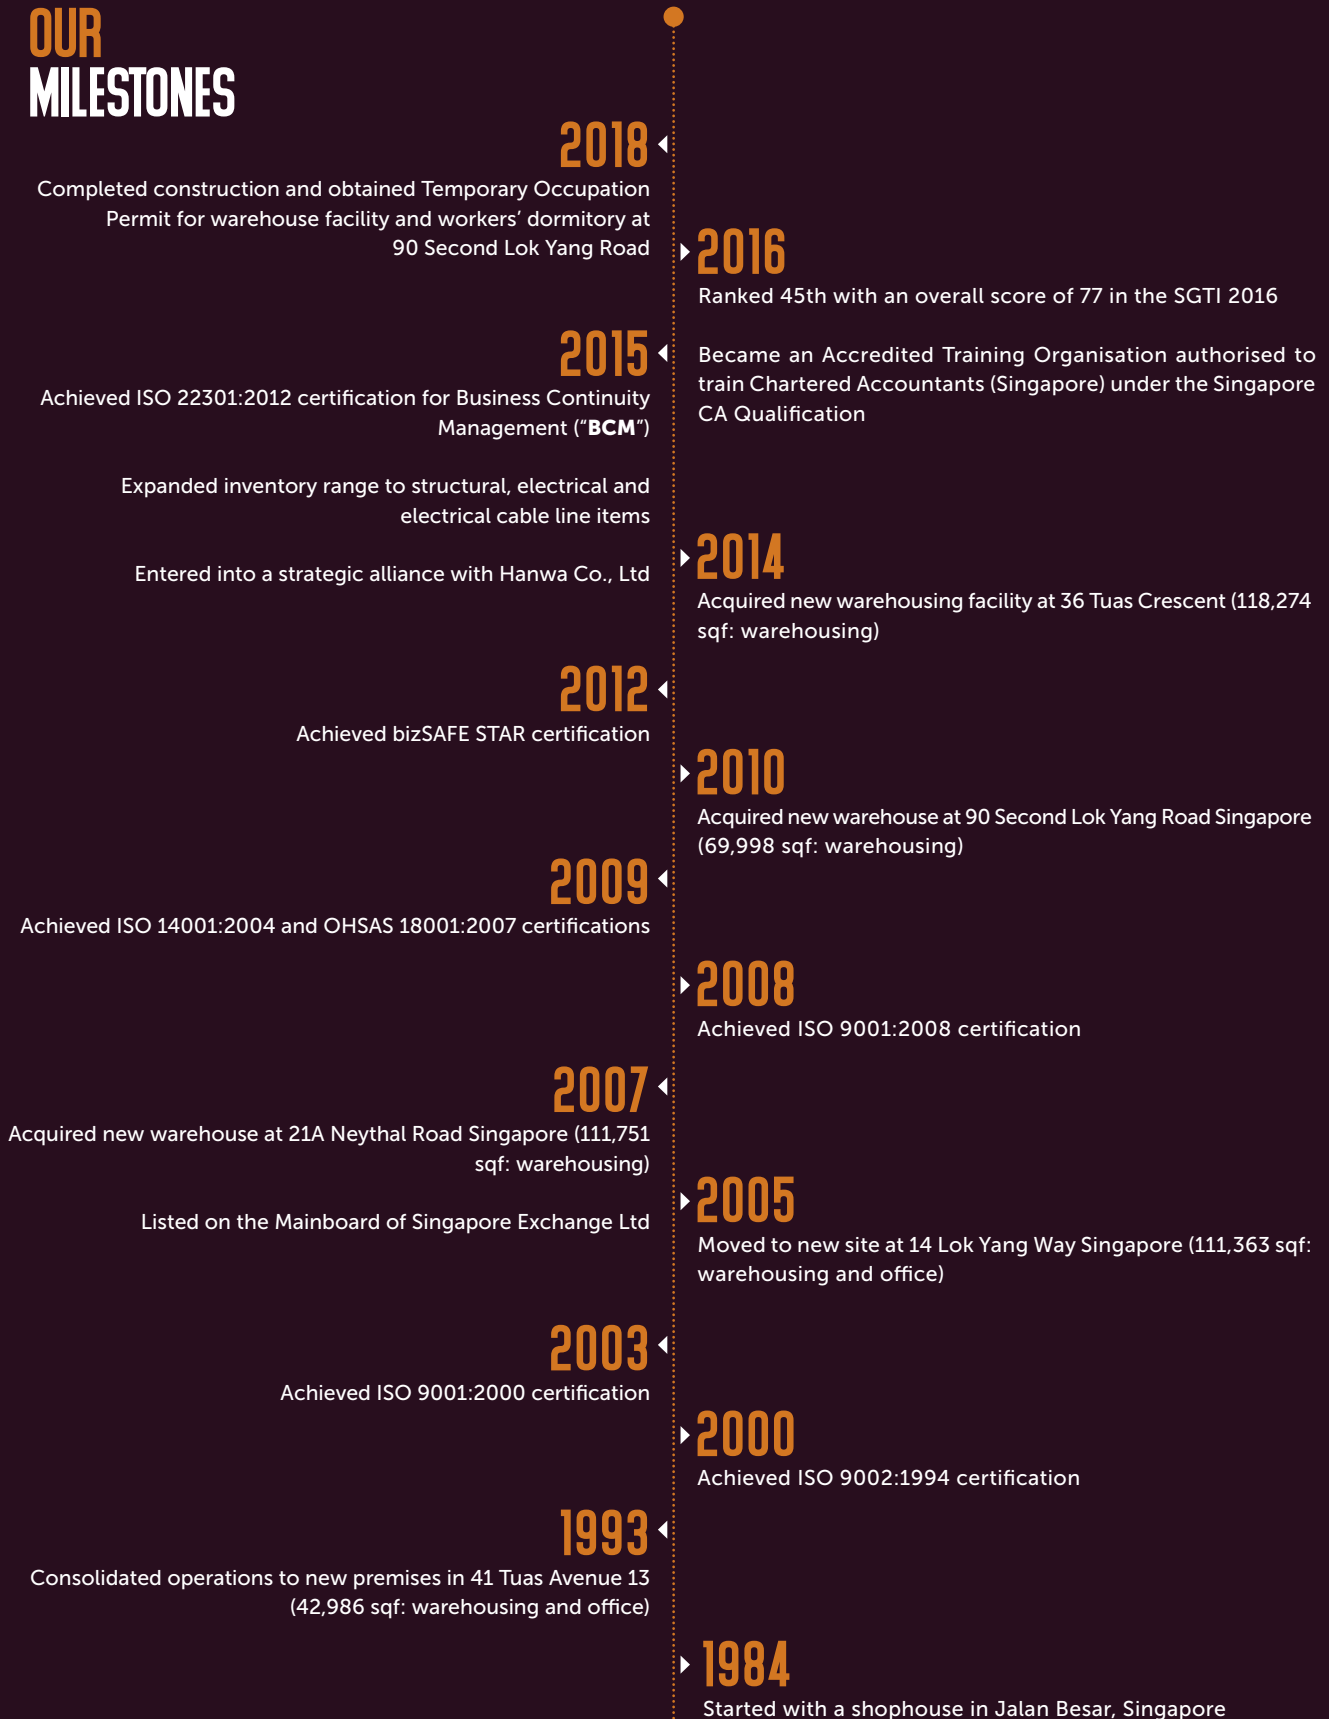 OUR
MILESTONES
2018
Completed construction and obtained Temporary Occupation
Permit for warehouse facility and workers’ dormitory at
90 Second Lok Yang Road
2016
Ranked 45th with an overall score of 77 in the SGTI 2016
Became an Accredited Training Organisation authorised to
train Chartered Accountants (Singapore) under the Singapore
CA Qualification
2015
Achieved ISO 22301:2012 certification for Business Continuity
Management (“BCM”)
Expanded inventory range to structural, electrical and
electrical cable line items
Entered into a strategic alliance with Hanwa Co., Ltd
2014
Acquired new warehousing facility at 36 Tuas Crescent (118,274
sqf: warehousing)
2012
Achieved bizSAFE STAR certification
2010
Acquired new warehouse at 90 Second Lok Yang Road Singapore
(69,998 sqf: warehousing)
2009
Achieved ISO 14001:2004 and OHSAS 18001:2007 certifications
2008
Achieved ISO 9001:2008 certification
2007
Acquired new warehouse at 21A Neythal Road Singapore (111,751
sqf: warehousing)
Listed on the Mainboard of Singapore Exchange Ltd
2005
Moved to new site at 14 Lok Yang Way Singapore (111,363 sqf:
warehousing and office)
2003
Achieved ISO 9001:2000 certification
2000
Achieved ISO 9002:1994 certification
1993
Consolidated operations to new premises in 41 Tuas Avenue 13
(42,986 sqf: warehousing and office)
1984
Started with a shophouse in Jalan Besar, Singapore